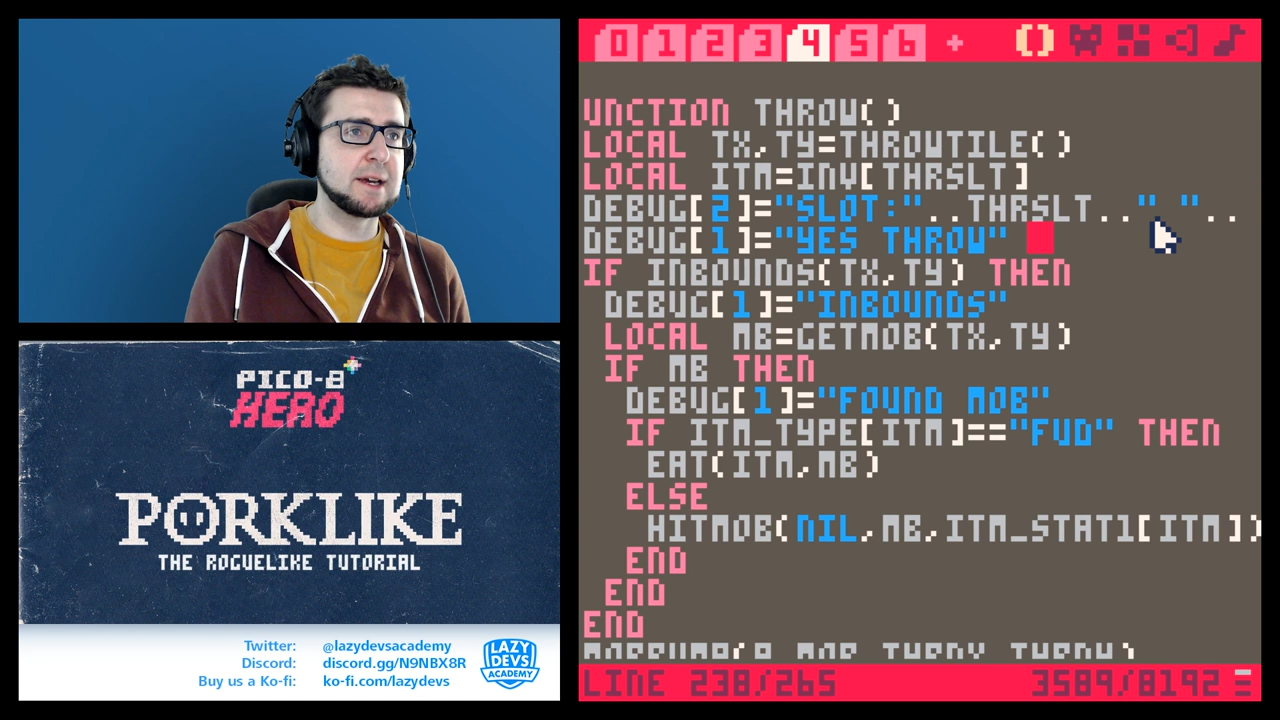 0 1 2 3 4 5 6 +
UNCTION THROW()
LOCAL TX,TY=THROWTILE()
LOCAL ITM=INV[THRSLT]
DEBUG[2]="SLOT:"..THRSLT.." "..
DEBUG[1]="YES THROW"
IF INBOUNDS(TX,TY) THEN
DEBUG[1]="INBOUNDS"
LOCAL MB=GETMOB(TX,TY)
IF MB THEN
DEBUG[1]="FOUND MOB"
IF ITM_TYPE[ITM]=="FUD" THEN
EAT(ITM,MB)
ELSE
HITMOB(NIL,MB,ITM_STAT1[ITM])
END
END
END
LINE 238/265 3589/8192
PICO-8
HERO
PORKLIKE
THE ROGUELIKE TUTORIAL
Twitter: @lazydevsacademy
Discord: discord.gg/N9NBX8R
Buy us a Ko-fi: ko-fi.com/lazydevs
LAZY
DEVS
ACADEMY